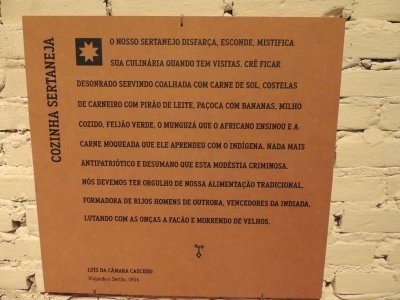 COZINHA SERTANEJA
O NOSSO SERTANEJO DISFARÇA, ESCONDE, MISTIFICA
SUA CULINÁRIA QUANDO TEM VISITAS. CRÊ FICAR
DESONRADO SERVINDO COALHADA COM CARNE DE SOL, COSTELAS
DE CARNEIRO COM PIRÃO DE LEITE, PAÇOCA COM BANANAS, MILHO
COZIDO, FEIJÃO VERDE, O MUNGUZÁ QUE O AFRICANO ENSINOU E A
CARNE MOQUEADA QUE ELE APRENDEU COM O INDÍGENA. NADA MAIS
ANTIPATRIÓTICO E DESUMANO QUE ESTA MODÉSTIA CRIMINOSA.
NÓS DEVEMOS TER ORGULHO DE NOSSA ALIMENTAÇÃO TRADICIONAL,
FORMADORA DE RIJOS HOMENS DE OUTRORA, VENCEDORES DA INDIADA,
LUTANDO COM AS ONÇAS A FACÃO E MORRENDO DE VELHOS.
LUÍS DA CÂMARA CASCUDO
Viajando o Sertão, 1934